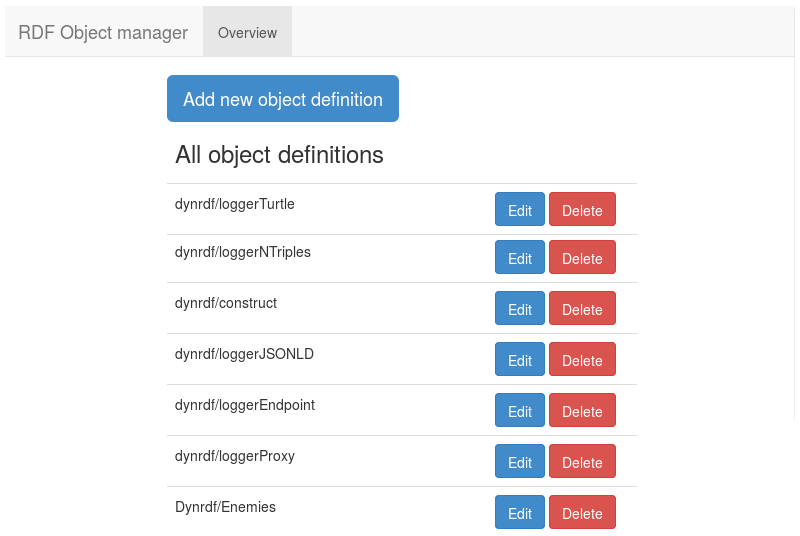 RDF Object manager Overview
Add new object definition
All object definitions
dynrdf/loggerTurtle Edit Delete
dynrdf/loggerNTriples Edit Delete
dynrdf/construct Edit Delete
dynrdf/loggerJSONLD Edit Delete
dynrdf/loggerEndpoint Edit Delete
dynrdf/loggerProxy Edit Delete
Dynrdf/Enemies Edit Delete